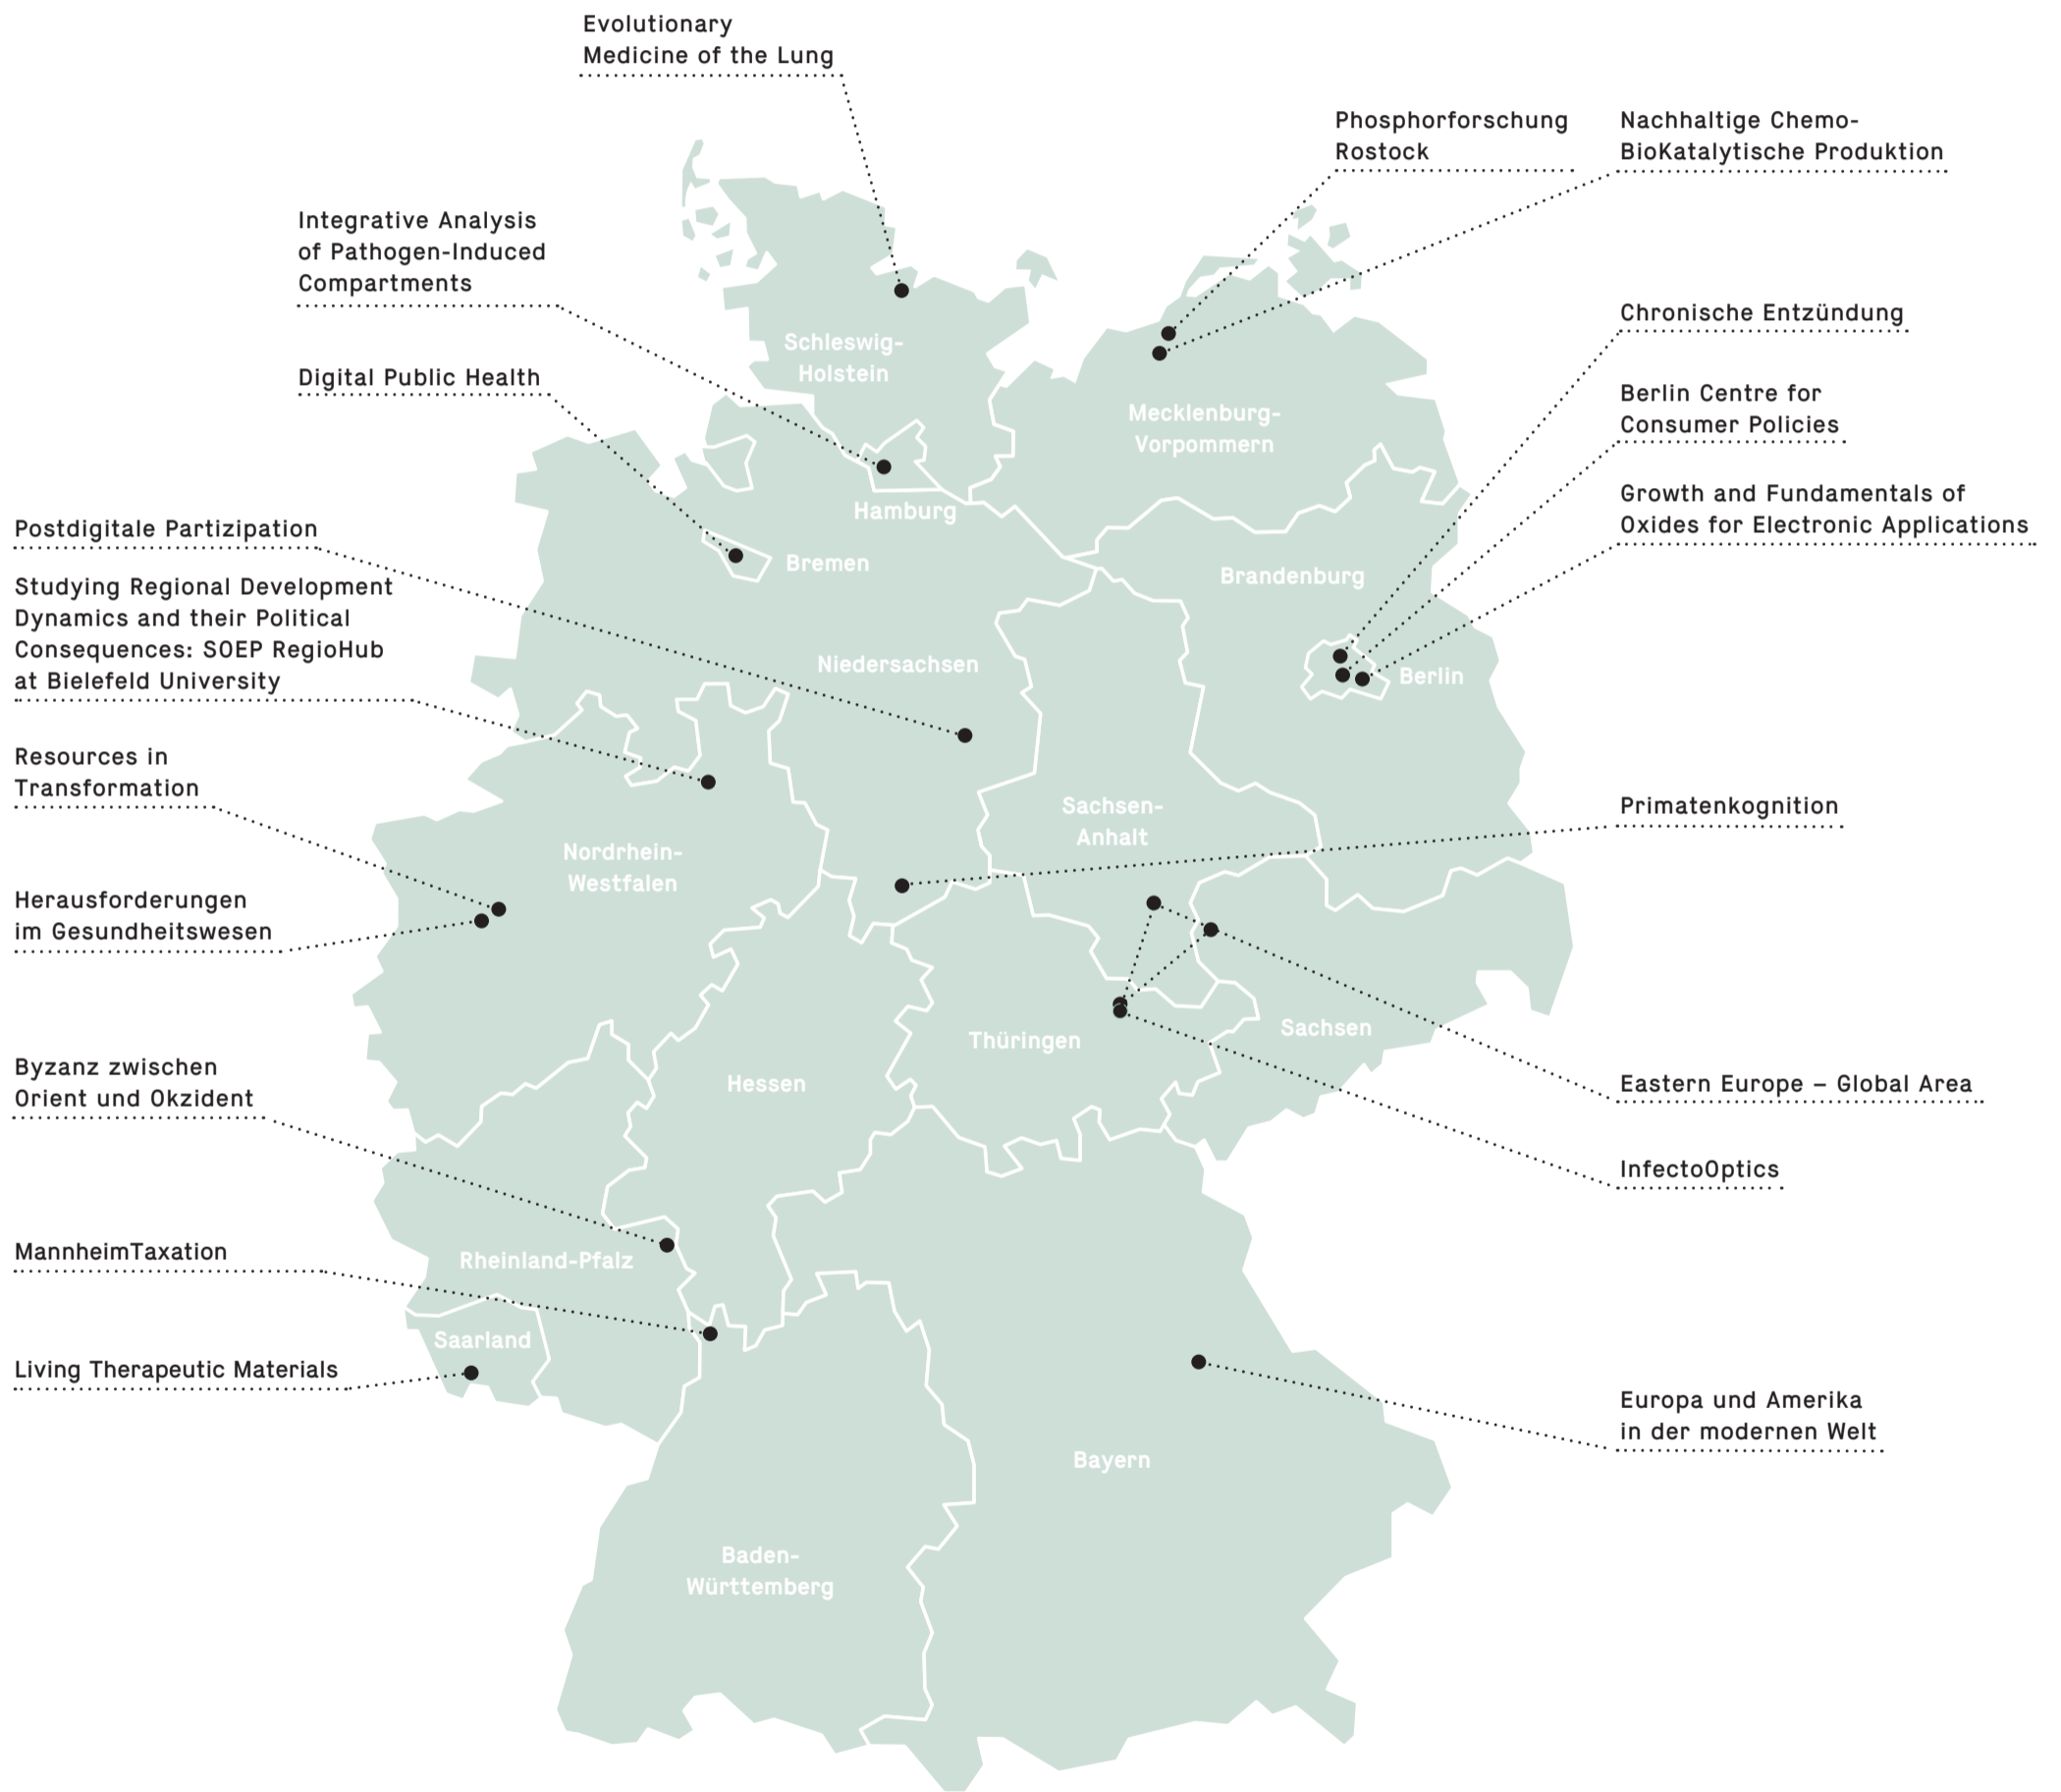 Evolutionary
Medicine of the Lung
Phosphorforschung
Rostock
Nachhaltige Chemo-
BioKatalytische Produktion
Integrative Analysis
of Pathogen-Induced
Compartments
Digital Public Health
Chronische Entzündung
Berlin Centre for
Consumer Policies
Growth and Fundamentals of
Oxides for Electronic Applications
Postdigitale Partizipation
Studying Regional Development
Dynamics and their Political
Consequences: SOEP RegioHub
at Bielefeld University
Resources in
Transformation
Herausforderungen
im Gesundheitswesen
Byzanz zwischen
Orient und Okzident
MannheimTaxation
Living Therapeutic Materials
Primatenkognition
Eastern Europe – Global Area
InfectoOptics
Europa und Amerika
in der modernen Welt
Schleswig-
Holstein
Mecklenburg-
Vorpommern
Hamburg
Bremen
Brandenburg
Niedersachsen
Berlin
Sachsen-
Anhalt
Nordrhein-
Westfalen
Thüringen
Sachsen
Hessen
Rheinland-Pfalz
Saarland
Bayern
Baden-
Württemberg